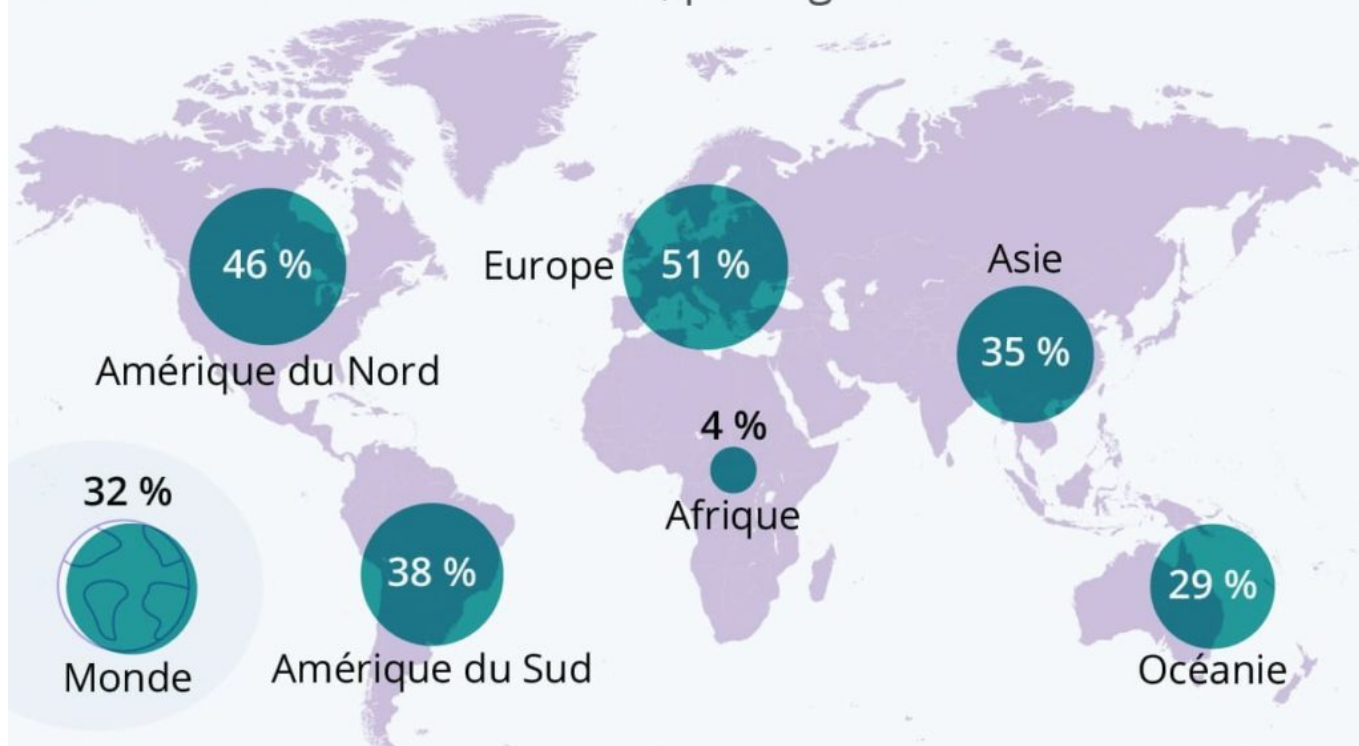 46 %
Amérique du Nord
Europe
51 %
Asie
35 %
4 %
Afrique
32 %
Monde
38 %
Amérique du Sud
29 %
Océanie